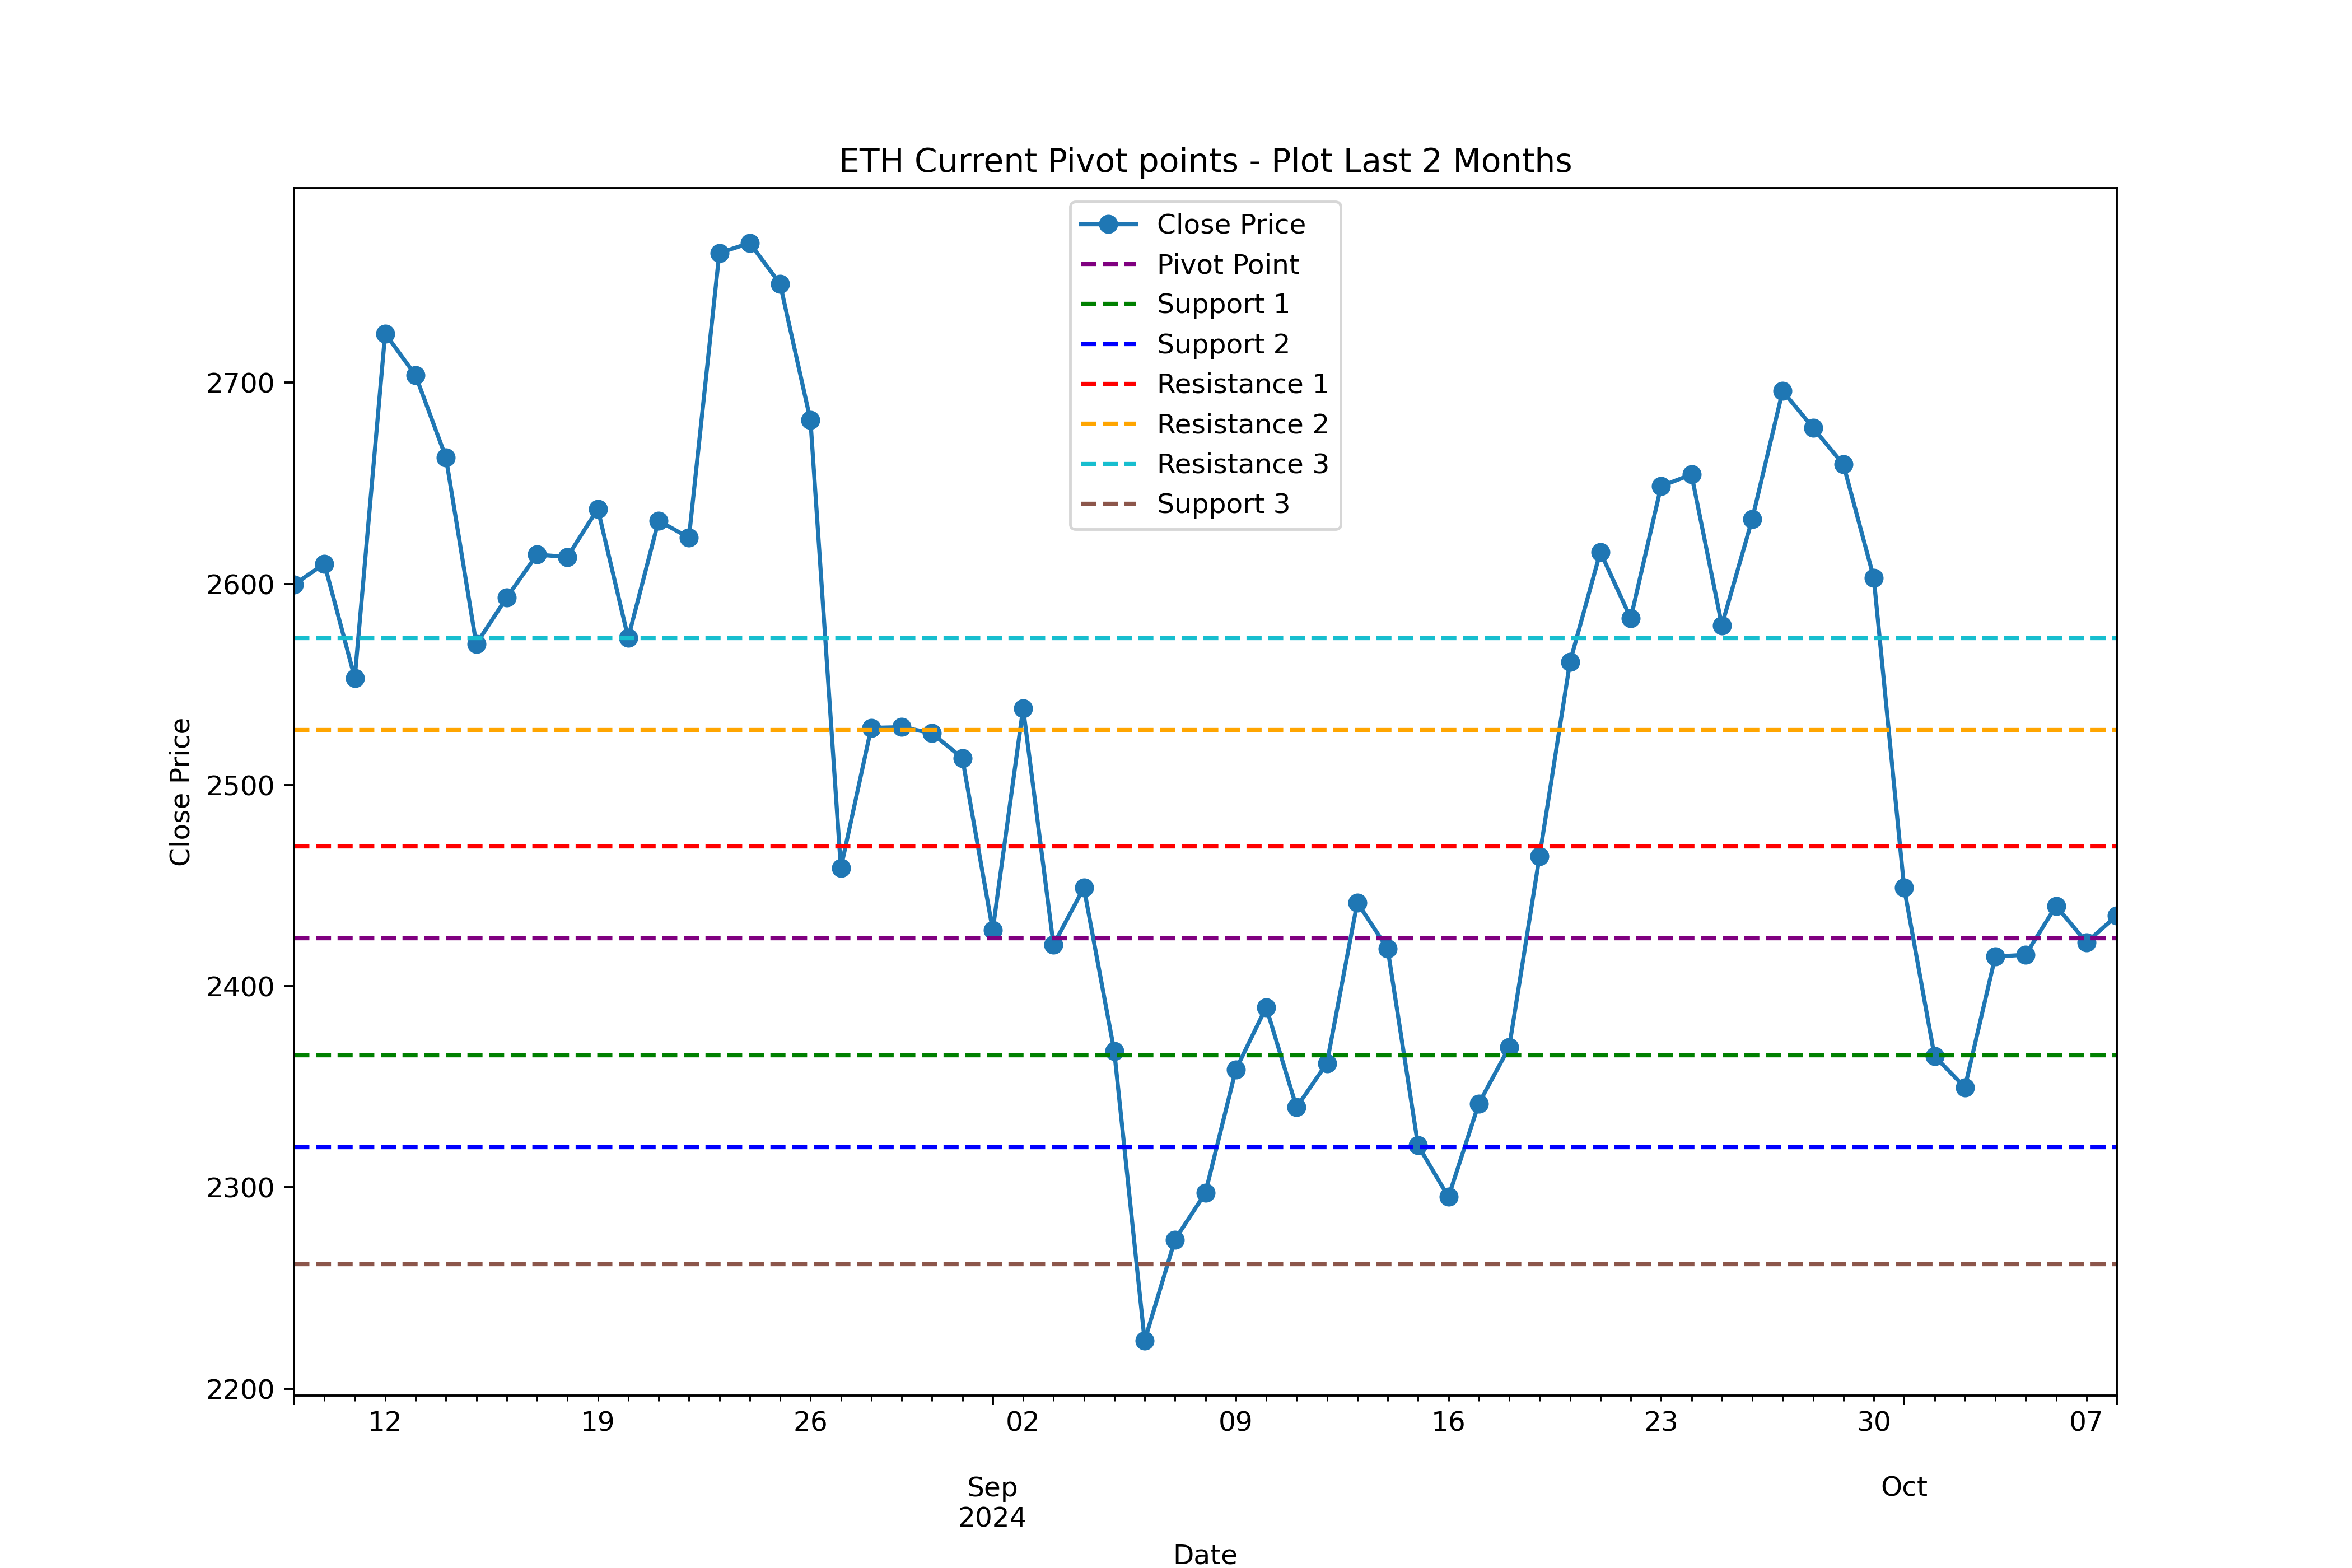 ETH Current Pivot points - Plot Last 2 Months
Close Price
Pivot Point
Support 1
Support 2
Resistance 1
Resistance 2
Resistance 3
Support 3
Close Price
2700
2600
2500
2400
2300
2200
12 19 26 02 09 16 23 30 07
Sep Oct
2024
Date